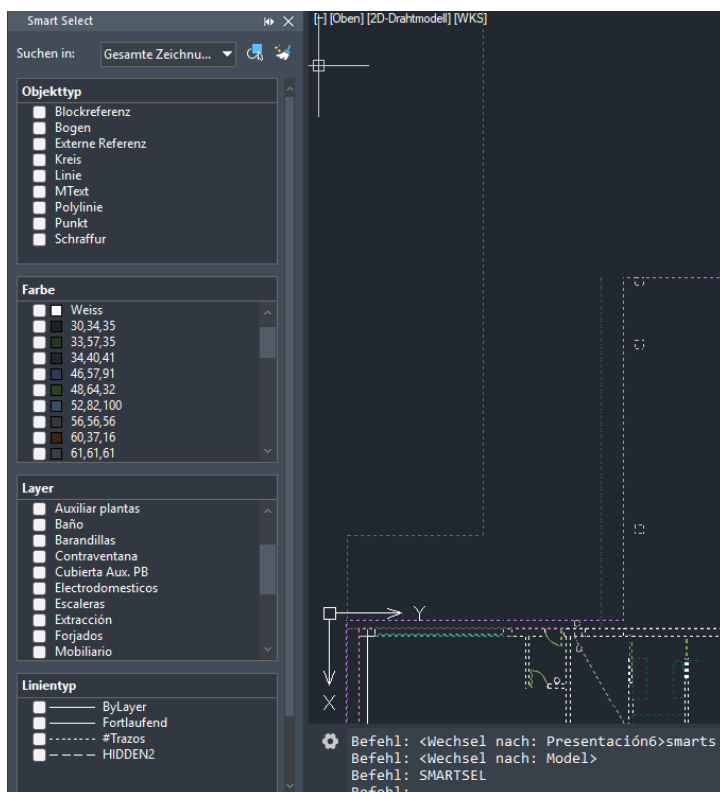 Smart Select
[-] [Oben] [2D-Drahtmodell] [WKS]
Suchen in: Gesamte Zeichnu...
Objekttyp
Blockreferenz
Bogen
Externe Referenz
Kreis
Linie
MText
Polylinie
Punkt
Schraffur
Farbe
Weiss
30,34,35
33,57,35
34,40,41
46,57,91
48,64,32
52,82,100
56,56,56
60,37,16
61,61,61
Layer
Auxiliar plantas
Baño
Barandillas
Contraventana
Cubierta Aux. PB
Electrodomesticos
Escaleras
Extracción
Forjados
Mobiliario
Linientyp
ByLayer
Fortlaufend
#Trazos
HIDDEN2
Y
X
Befehl: <Wechsel nach: Presentación6>smarts
Befehl: <Wechsel nach: Model>
Befehl: SMARTSEL
Befehl: